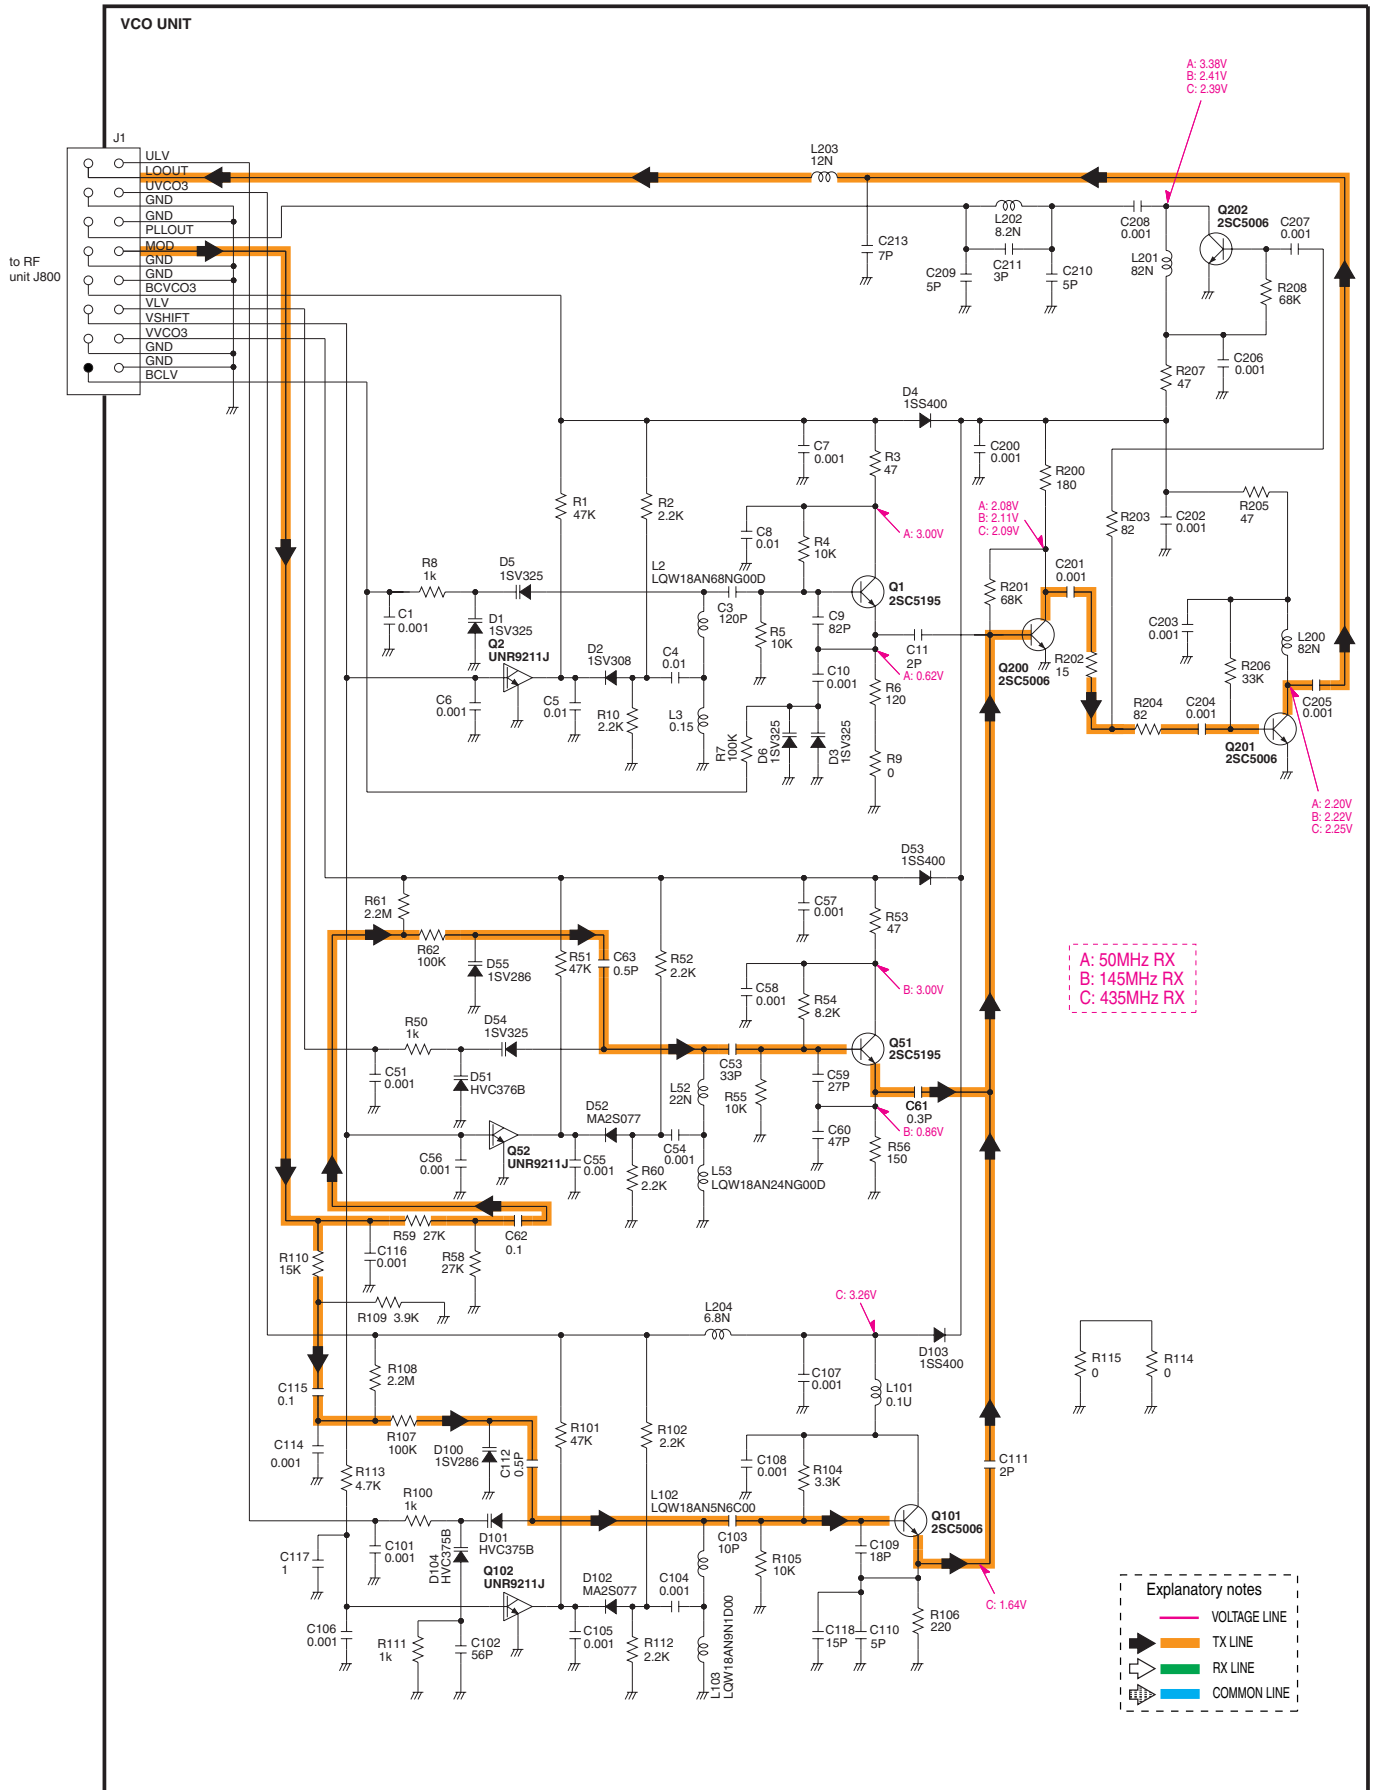 VCO UNIT
A: 3.38V
B: 2.41V
C: 2.39V
J1
to RF
unit J800
ULV
LOOUT
UVCO3
GND
GND
PLLOUT
MOD
GND
GND
BCVCO3
VLV
VSHIFT
VVCO3
GND
GND
BCLV
L203
12N
C213
7P
L202
8.2N
C209
5P
C211
3P
C210
5P
C208
0.001
Q202
2SC5006
C207
0.001
L201
82N
R208
68K
C206
0.001
R207
47
D4
1SS400
C7
0.001
R3
47
C200
0.001
R200
180
R1
47K
R2
2.2K
C8
0.01
R4
10K
A: 3.00V
A: 2.08V
B: 2.11V
C: 2.09V
R203
82
C202
0.001
R205
47
R8
1k
D5
1SV325
L2
LQW18AN68NG00D
C1
0.001
D1
1SV325
Q2
UNR9211J
C3
120P
R5
10K
C9
82P
Q1
2SC5195
R201
68K
C201
0.001
C203
0.001
L200
82N
D2
1SV308
C4
0.01
C10
0.001
C11
2P
A: 0.62V
Q200
2SC5006
R202
15
R206
33K
C6
0.001
C5
0.01
R10
2.2K
L3
0.15
R7
100K
D6
1SV325
D3
1SV325
R6
120
R9
0
R204
82
C204
0.001
C205
0.001
Q201
2SC5006
A: 2.20V
B: 2.22V
C: 2.25V
D53
1SS400
R61
2.2M
C57
0.001
R53
47
R62
100K
D55
1SV286
R51
47K
C63
0.5P
R52
2.2K
C58
0.001
R54
8.2K
B: 3.00V
A: 50MHz RX
B: 145MHz RX
C: 435MHz RX
R50
1k
D54
1SV325
C51
0.001
D51
HVC376B
L52
22N
C53
33P
R55
10K
C59
27P
Q51
2SC5195
C61
0.3P
D52
MA2S077
B: 0.86V
C56
0.001
Q52
UNR9211J
C55
0.001
R60
2.2K
C54
0.001
L53
LQW18AN24NG00D
C60
47P
R56
150
R110
15K
C116
0.001
R59 27K
R58
27K
C62
0.1
R109 3.9K
L204
6.8N
C: 3.26V
D103
1SS400
R108
2.2M
C107
0.001
L101
0.1U
R115
0
R114
0
C115
0.1
R107
100K
C114
0.001
D100
1SV286
C112
0.5P
R101
47K
R102
2.2K
C108
0.001
R104
3.3K
C111
2P
R113
4.7K
R100
1k
L102
LQW18AN5N6C00
C117
1
C101
0.001
D104
HVC375B
D101
HVC375B
C103
10P
R105
10K
C109
18P
Q101
2SC5006
Q102
UNR9211J
D102
MA2S077
C104
0.001
C: 1.64V
C106
0.001
R111
1k
C102
56P
C105
0.001
R112
2.2K
L103
LQW18AN9N1D00
C118
15P
C110
5P
R106
220
Explanatory notes
VOLTAGE LINE
TX LINE
RX LINE
COMMON LINE